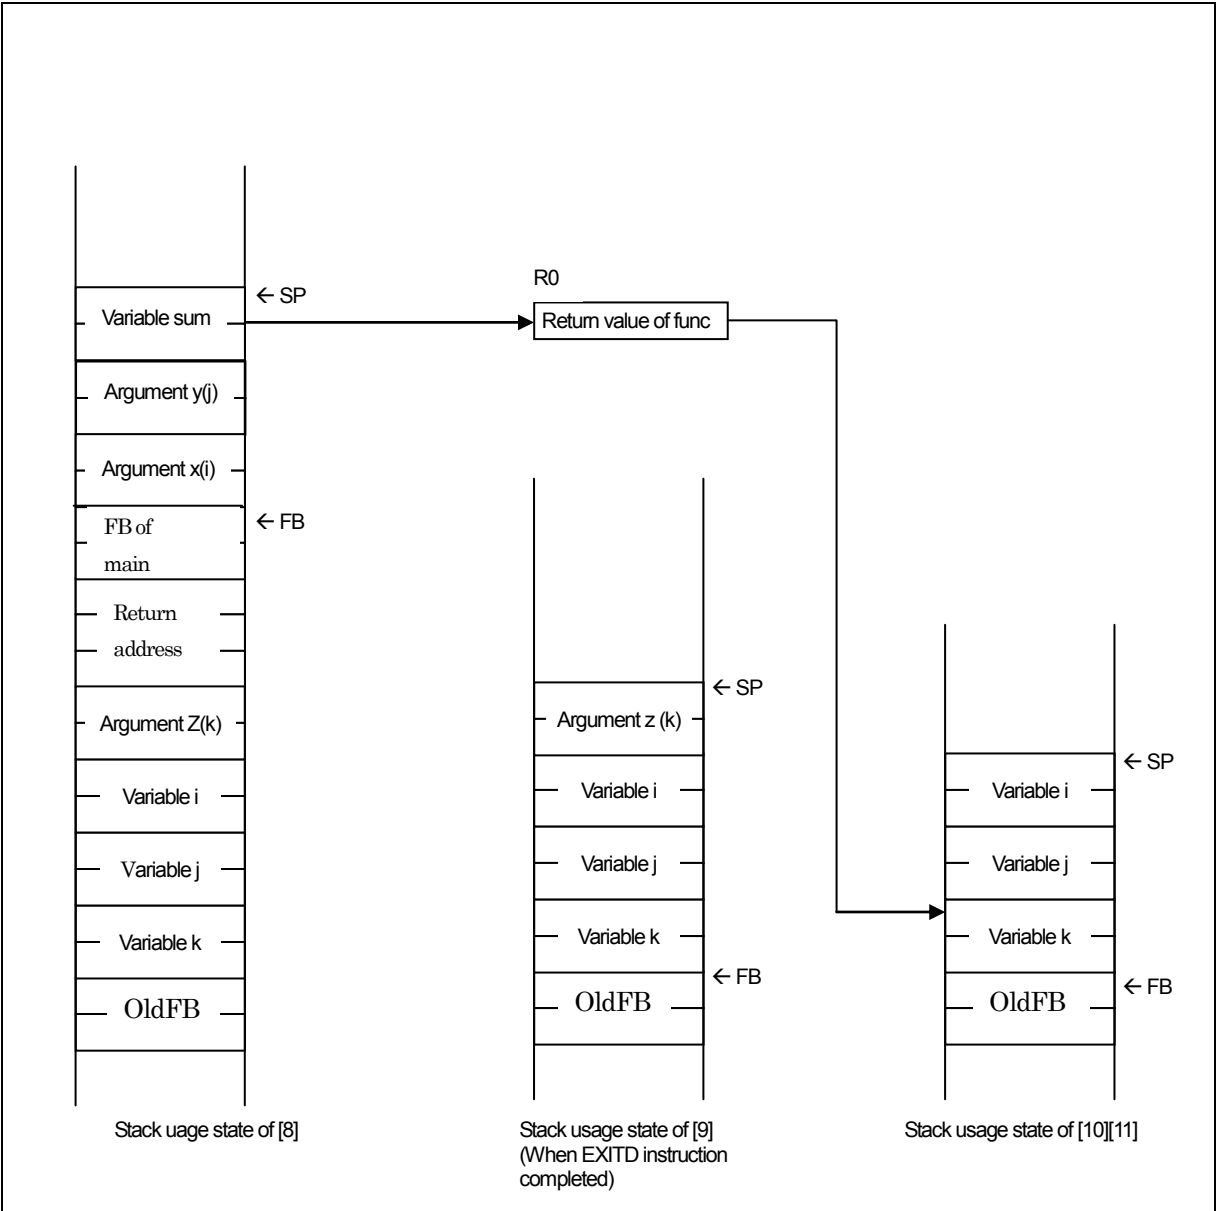 R0
← SP
Variable sum
Return value of func
Argument y(j)
Argument x(i)
← FB
FB of
main
Return
address
Argument Z(k)
Variable i
Variable j
Variable k
OldFB
← SP
Argument z (k)
Variable i
Variable j
Variable k
← FB
OldFB
← SP
Variable i
Variable j
Variable k
← FB
OldFB
Stack uage state of [8]
Stack usage state of [9]
(When EXITD instruction
completed)
Stack usage state of [10][11]